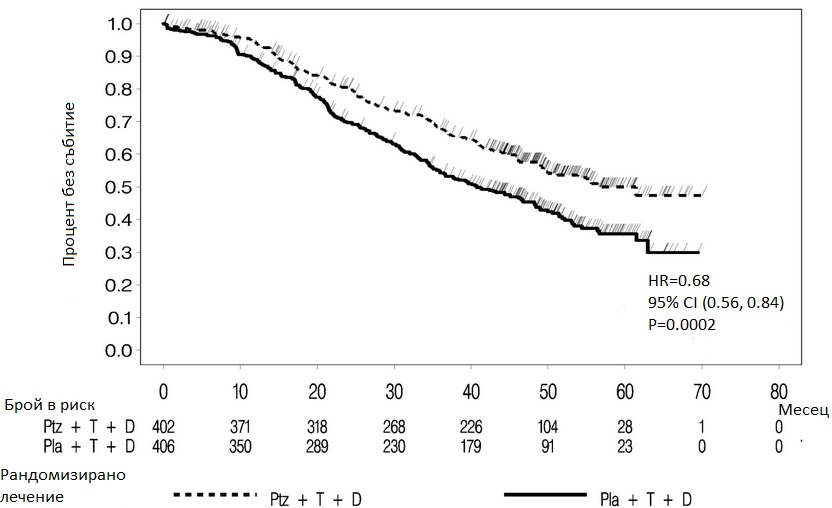 Процент без събитие
1.0
0.9
0.8
0.7
0.6
0.5
0.4
0.3
0.2
0.1
0.0
HR=0.68
95% CI (0.56, 0.84)
P=0.0002
0 10 20 30 40 50 60 70 80
Брой в риск
Месец
Ptz + T + D 402 371 318 268 226 104 28 1 0
Pla + T + D 406 350 289 230 179 91 23 0 0
Рандомизирано
лечение
Ptz + T + D Pla + T + D